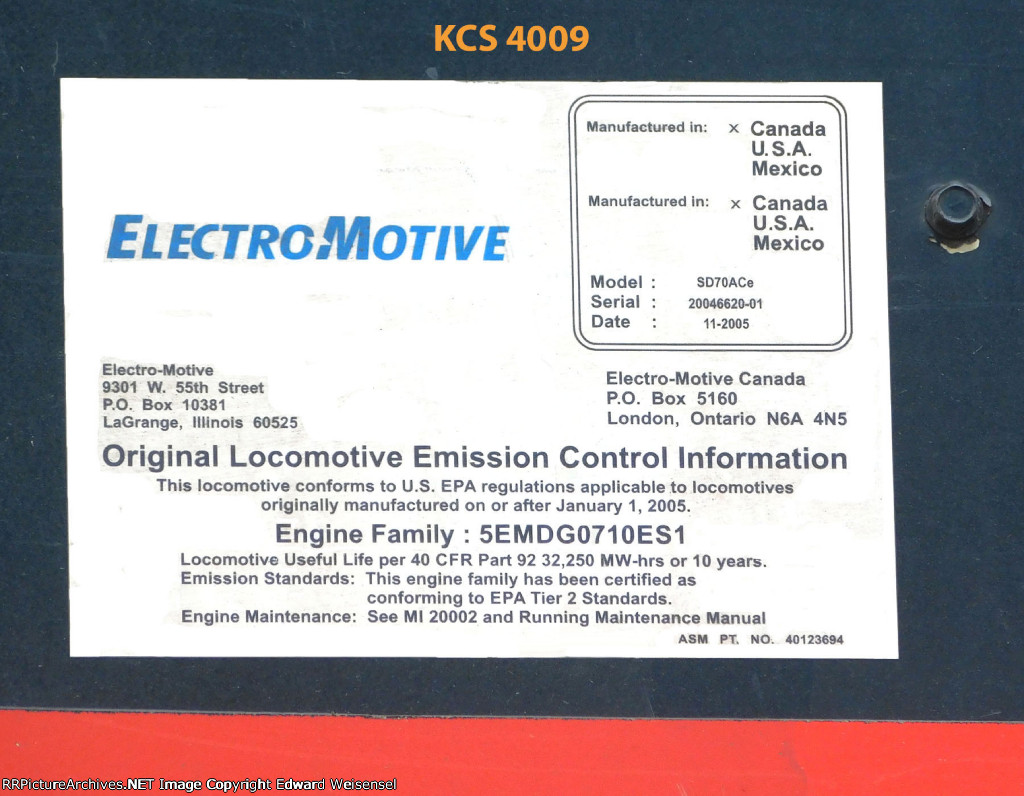 KCS 4009
Manufactured in: x Canada
U.S.A.
Mexico
Manufactured in: x Canada
U.S.A.
Mexico
Model : SD70ACe
Serial : 20046620-01
Date : 11-2005
ELECTRO-MOTIVE
Electro-Motive
9301 W. 55th Street
P.O. Box 10381
LaGrange, Illinois 60525
Electro-Motive Canada
P.O. Box 5160
London, Ontario N6A 4N5
Original Locomotive Emission Control Information
This locomotive conforms to U.S. EPA regulations applicable to locomotives
originally manufactured on or after January 1, 2005.
Engine Family : 5EMDG0710ES1
Locomotive Useful Life per 40 CFR Part 92 32,250 MW-hrs or 10 years.
Emission Standards: This engine family has been certified as
conforming to EPA Tier 2 Standards.
Engine Maintenance: See MI 20002 and Running Maintenance Manual
ASM PT. NO. 40123694
RRPictureArchives.NET Image Copyright Edward Weisensel